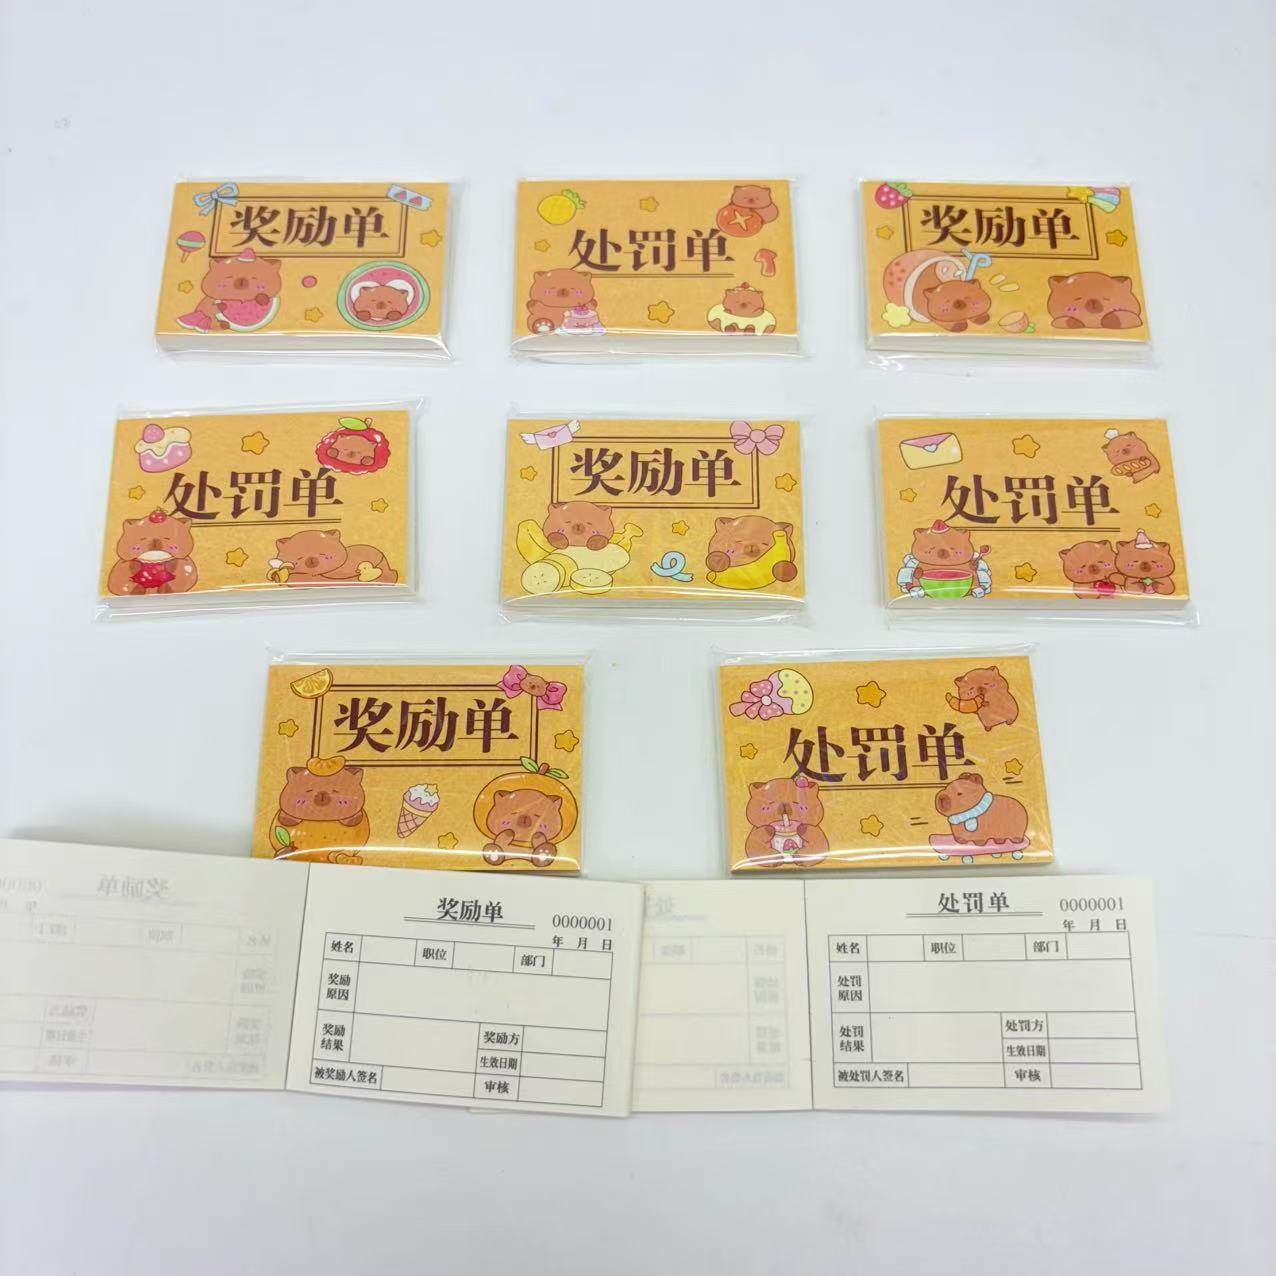 奖励单
处罚单
奖励单
处罚单
奖励单
处罚单
奖励单
处罚单
奖励单
奖励单
0000001
年 月 日
姓名 职位 部门
奖励
原因
奖励
结果
奖励方
生效日期
被奖励人签名
审核
处罚单
0000001
年 月 日
姓名 职位 部门
处罚
原因
处罚
结果
处罚方
生效日期
被处罚人签名
审核